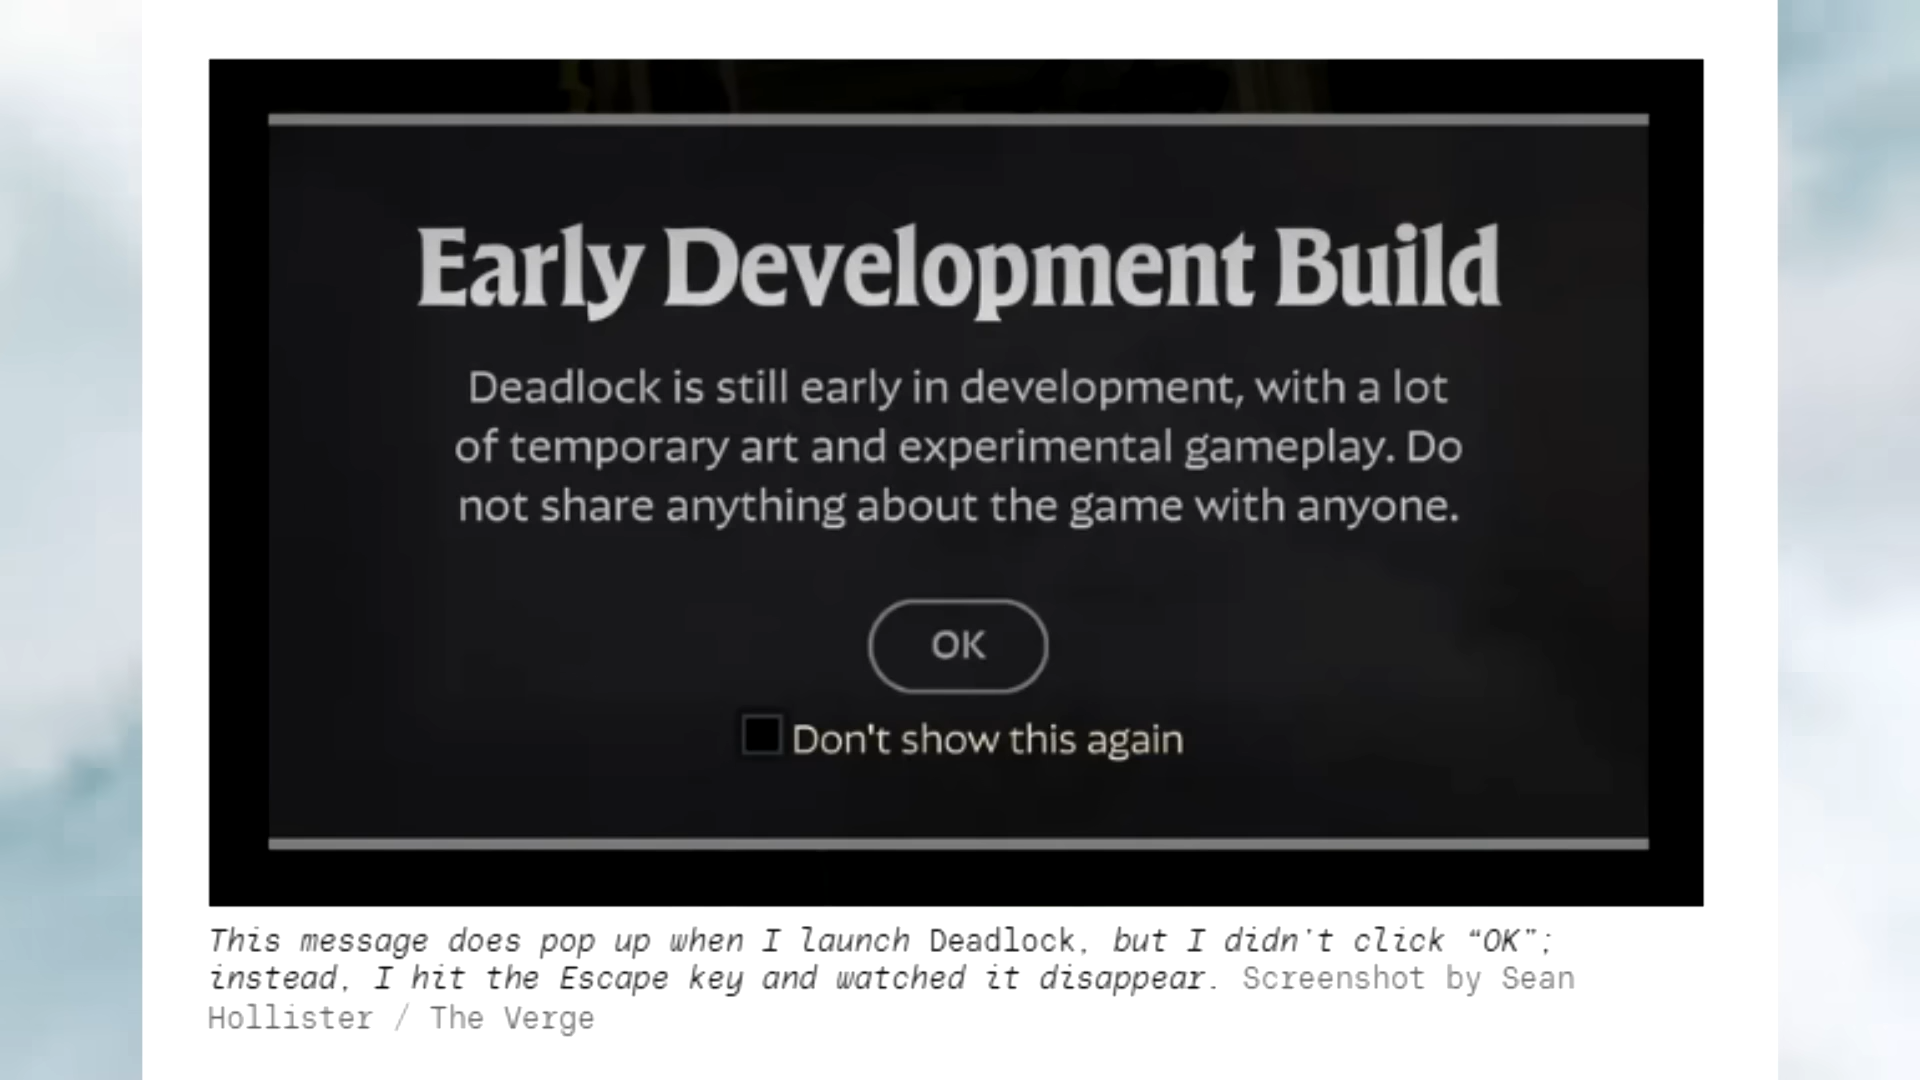 Early Development Build
Deadlock is still early in development, with a lot
of temporary art and experimental gameplay. Do
not share anything about the game with anyone.
OK
Don't show this again
This message does pop up when I launch Deadlock, but I didn't click “OK”;
instead, I hit the Escape key and watched it disappear. Screenshot by Sean
Hollister / The Verge